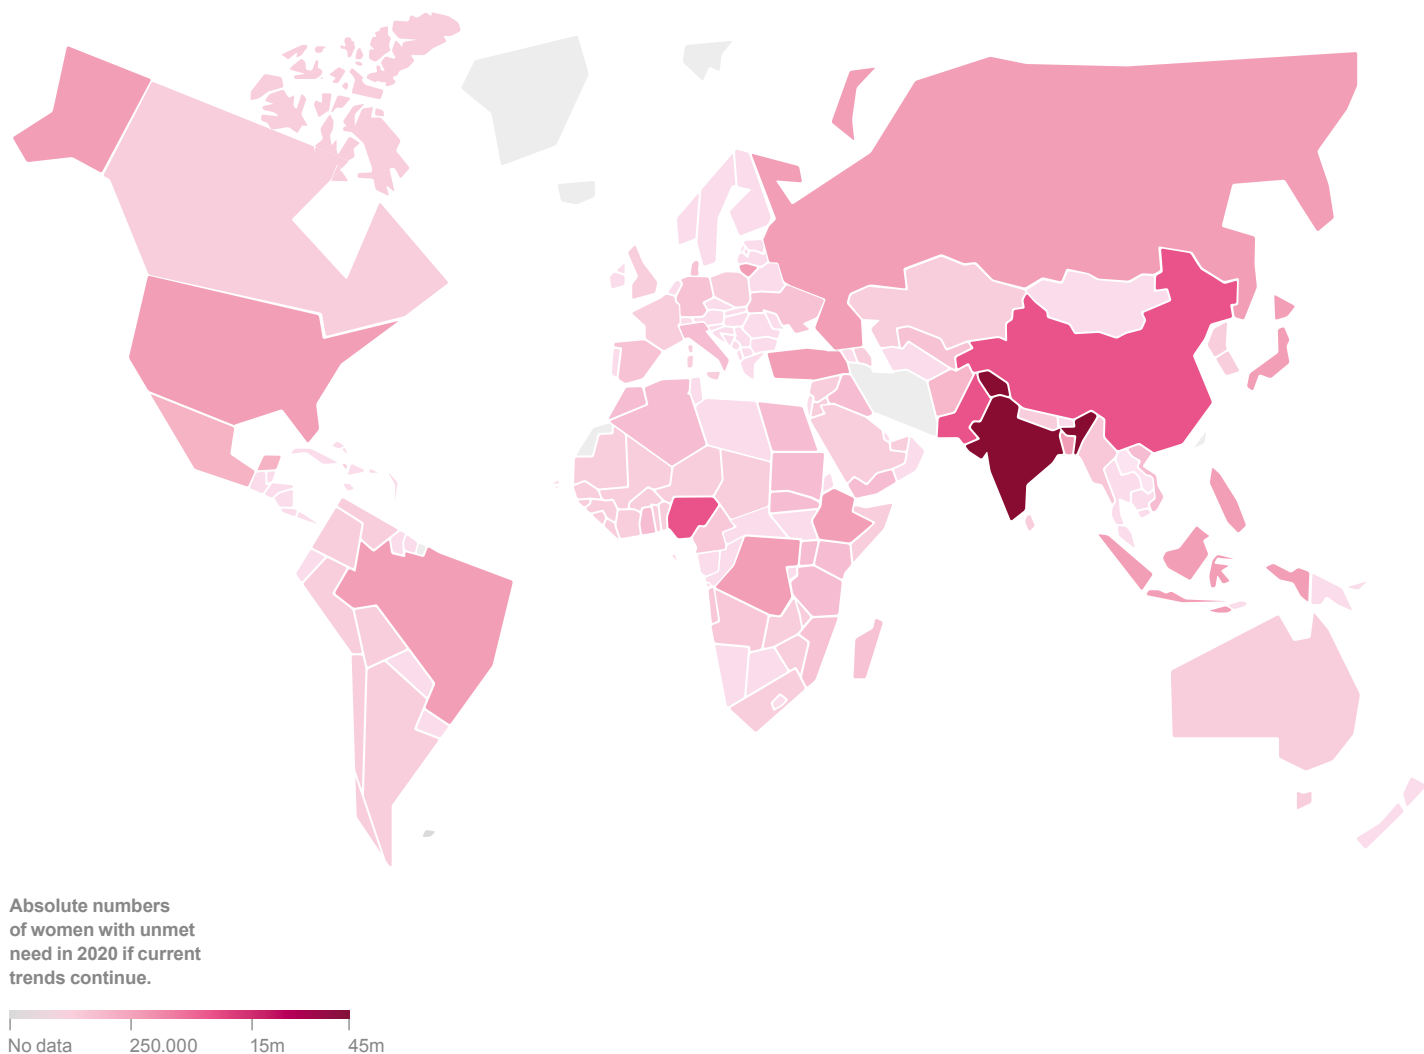 Absolute numbers
of women with unmet
need in 2020 if current
trends continue.
No data 250.000 15m 45m